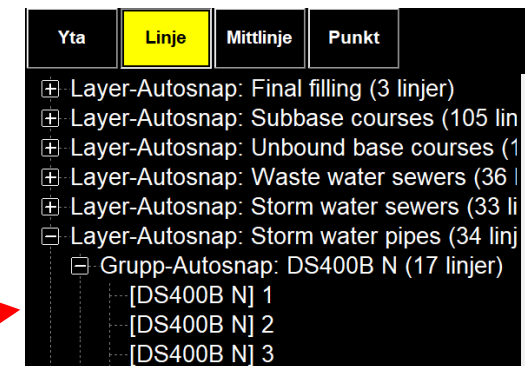 Yta Linje Mittlinje Punkt
Layer-Autosnap: Final filling (3 linjer)
Layer-Autosnap: Subbase courses (105 lin
Layer-Autosnap: Unbound base courses (1
Layer-Autosnap: Waste water sewers (36 l
Layer-Autosnap: Storm water sewers (33 li
Layer-Autosnap: Storm water pipes (34 linj
Grupp-Autosnap: DS400B N (17 linjer)
[DS400B N] 1
[DS400B N] 2
[DS400B N] 3